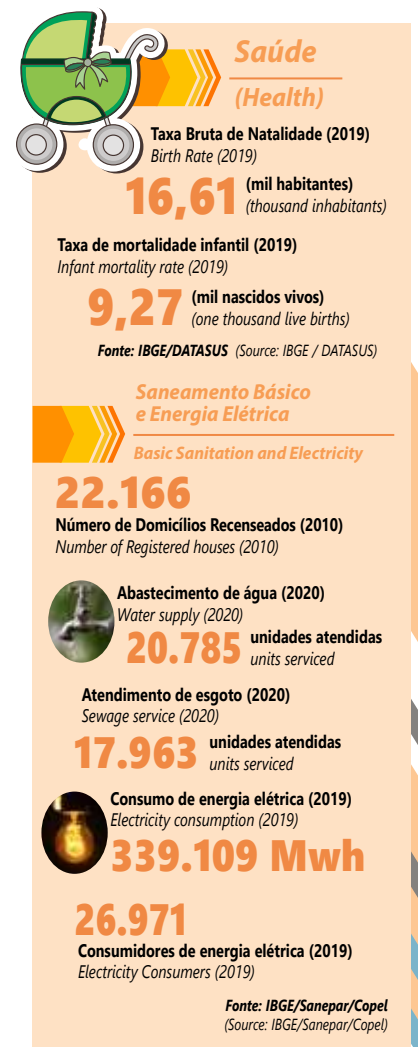 Saúde
(Health)
Taxa Bruta de Natalidade (2019)
Birth Rate (2019)
16,61 (mil habitantes)
(thousand inhabitants)
Taxa de mortalidade infantil (2019)
Infant mortality rate (2019)
9,27 (mil nascidos vivos)
(one thousand live births)
Fonte: IBGE/DATASUS (Source: IBGE / DATASUS)
Saneamento Básico
e Energia Elétrica
Basic Sanitation and Electricity
22.166
Número de Domicílios Recenseados (2010)
Number of Registered houses (2010)
Abastecimento de água (2020)
Water supply (2020)
20.785 unidades atendidas
units serviced
Atendimento de esgoto (2020)
Sewage service (2020)
17.963 unidades atendidas
units serviced
Consumo de energia elétrica (2019)
Electricity consumption (2019)
339.109 Mwh
26.971
Consumidores de energia elétrica (2019)
Electricity Consumers (2019)
Fonte: IBGE/Sanepar/Copel
(Source: IBGE/Sanepar/Copel)